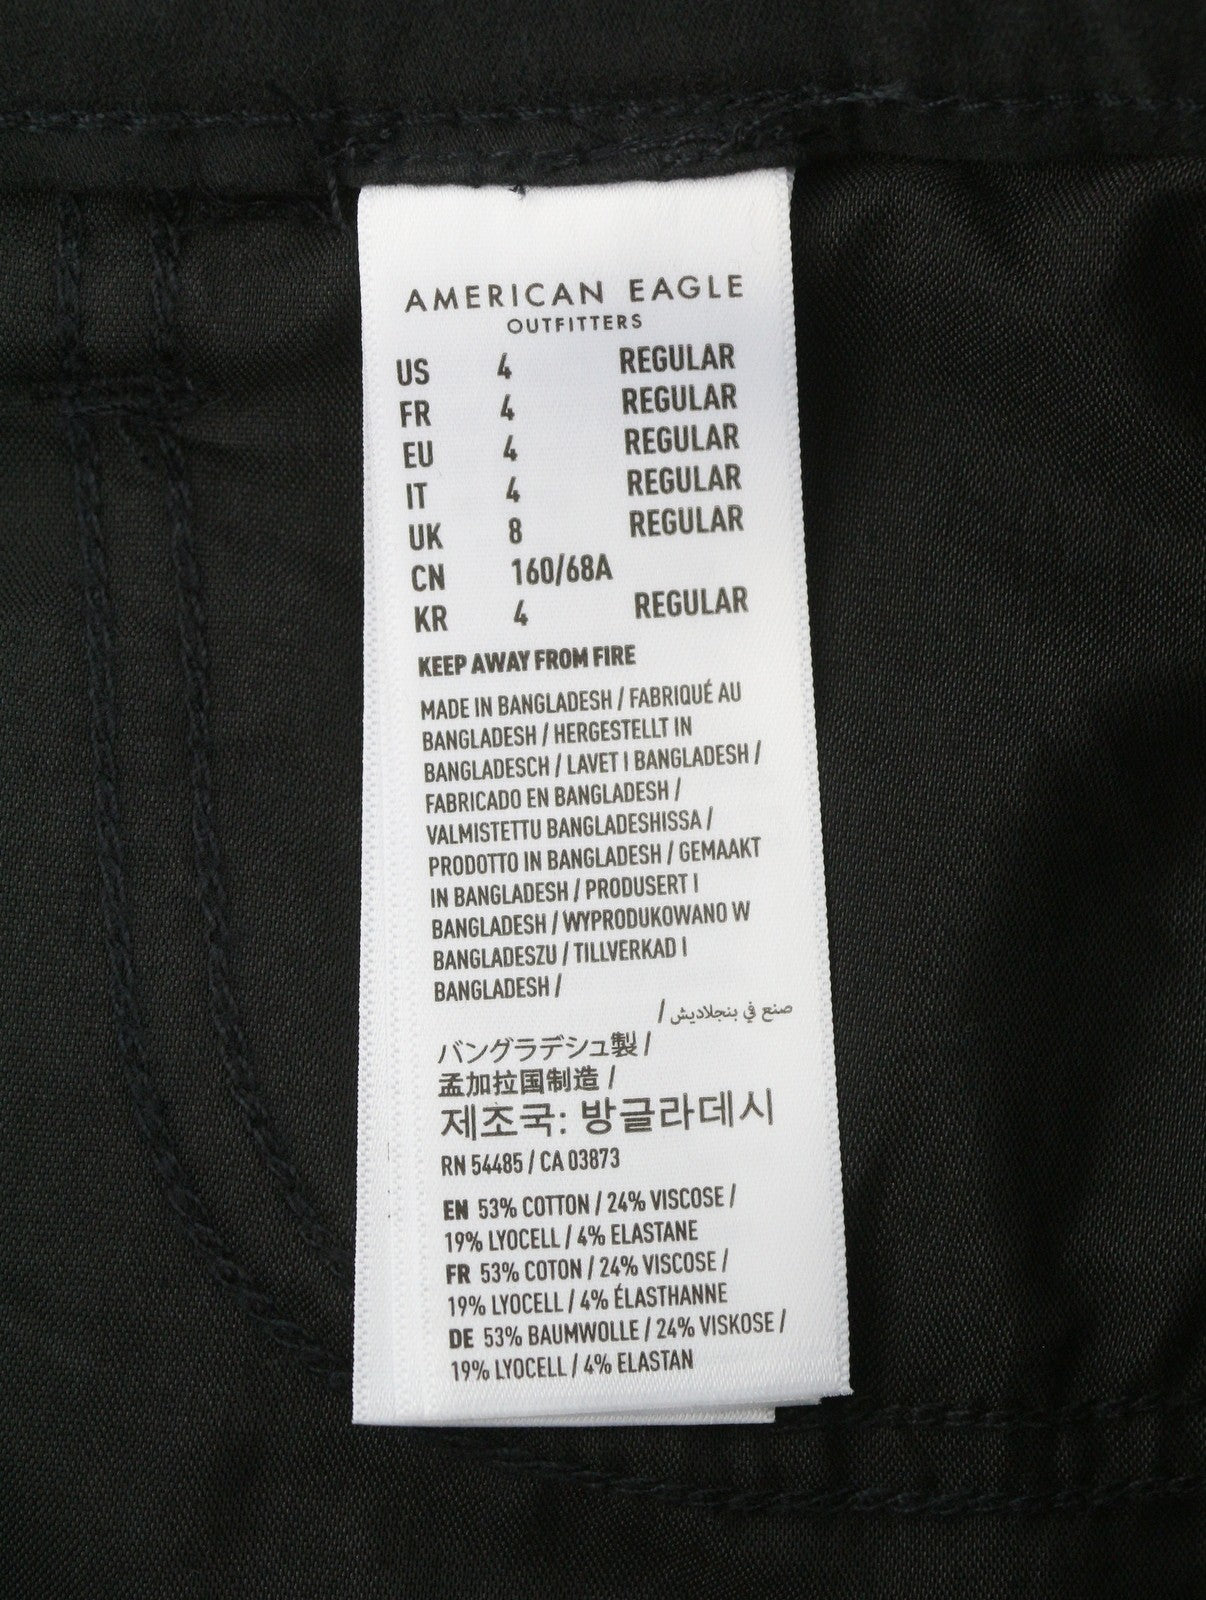 AMERICAN EAGLE
OUTFITTERS
US 4 REGULAR
FR 4 REGULAR
EU 4 REGULAR
IT 4 REGULAR
UK 8 REGULAR
CN 160/68A
KR 4 REGULAR
KEEP AWAY FROM FIRE
MADE IN BANGLADESH / FABRIQUÉ AU
BANGLADESH / HERGESTELLT IN
BANGLADESCH / LAVET I BANGLADESH /
FABRICADO EN BANGLADESH /
VALMISTETTU BANGLADESHISSA /
PRODOTTO IN BANGLADESH / GEMAAKT
IN BANGLADESH / PRODUSERT I
BANGLADESH / WYPRODUKOWANO W
BANGLADESZU / TILLVERKAD I
BANGLADESH /
صنع في بنجلاديش /
バングラデシュ製 /
孟加拉国制造 /
제조국: 방글라데시
RN 54485 / CA 03873
EN 53% COTTON / 24% VISCOSE /
19% LYOCELL / 4% ELASTANE
FR 53% COTON / 24% VISCOSE /
19% LYOCELL / 4% ÉLASTHANNE
DE 53% BAUMWOLLE / 24% VISKOSE /
19% LYOCELL / 4% ELASTAN